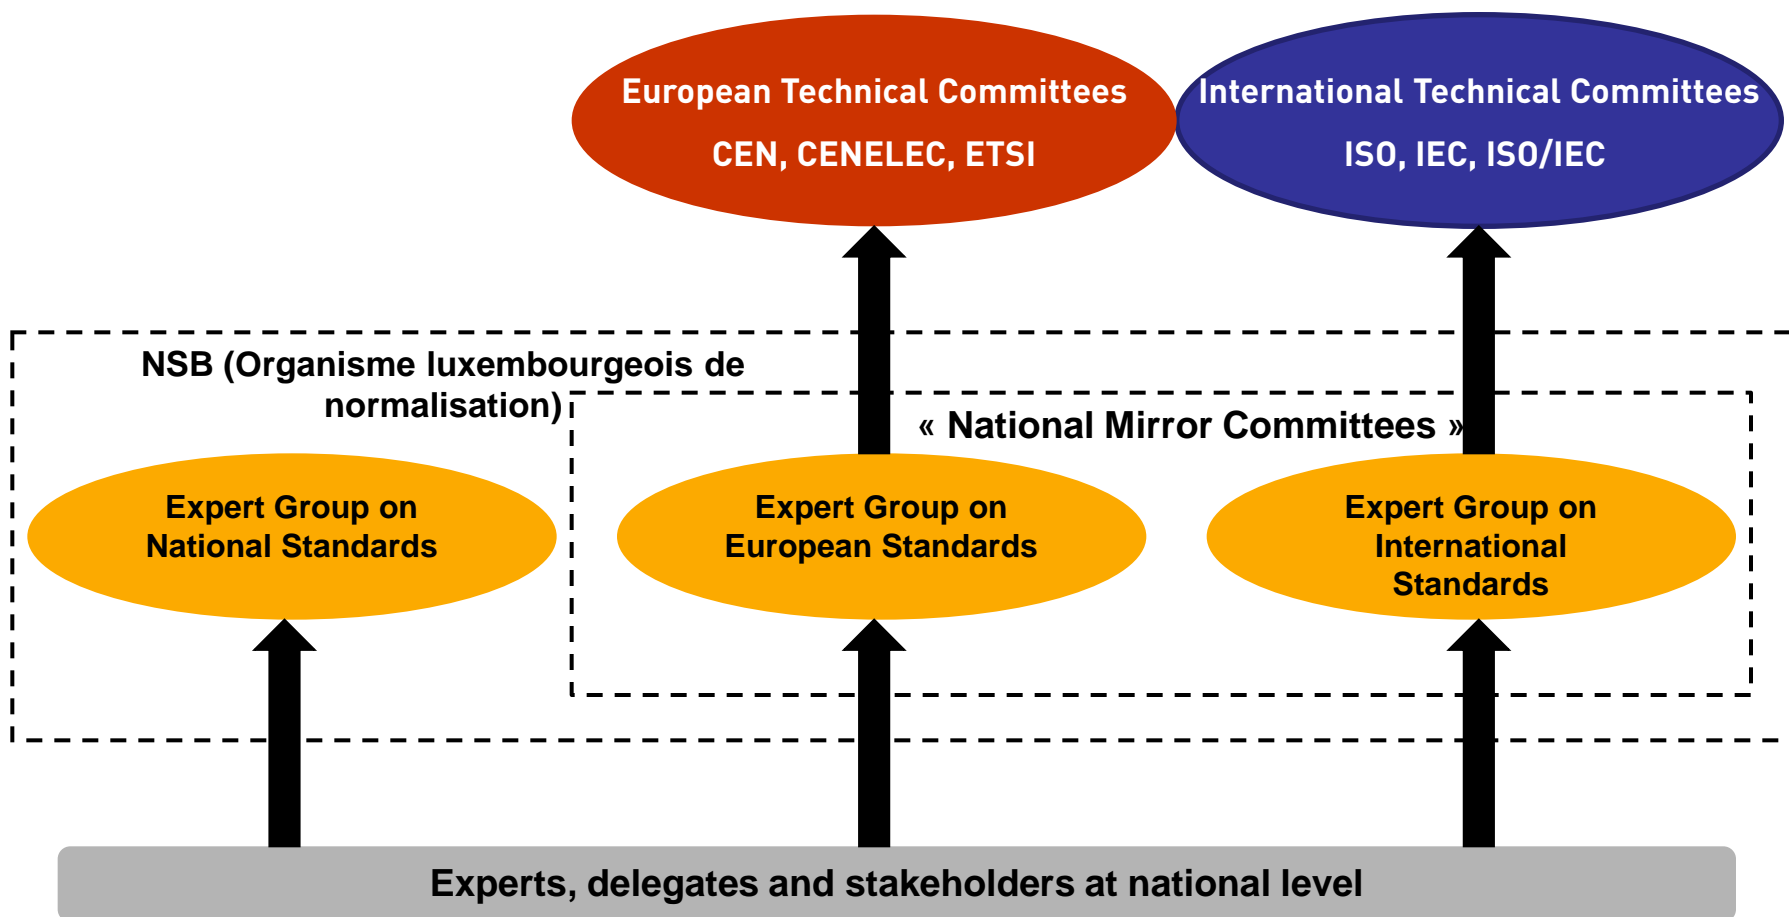 European Technical Committees
CEN, CENELEC, ETSI
International Technical Committees
ISO, IEC, ISO/IEC
NSB (Organisme luxembourgeois de
normalisation)
« National Mirror Committees »
Expert Group on
National Standards
Expert Group on
European Standards
Expert Group on
International
Standards
Experts, delegates and stakeholders at national level